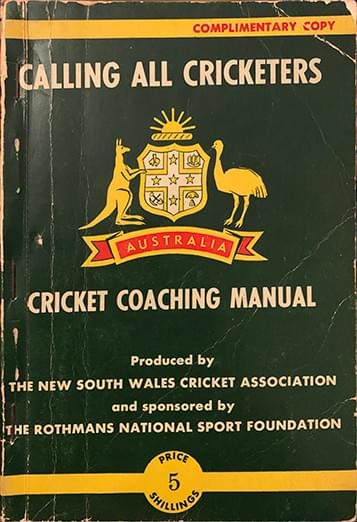 COMPLIMENTARY COPY
CALLING ALL CRICKETERS
AUSTRALIA
CRICKET COACHING MANUAL
Produced by
THE NEW SOUTH WALES CRICKET ASSOCIATION
and sponsored by
THE ROTHMANS NATIONAL SPORT FOUNDATION
PRICE
5
SHILLINGS